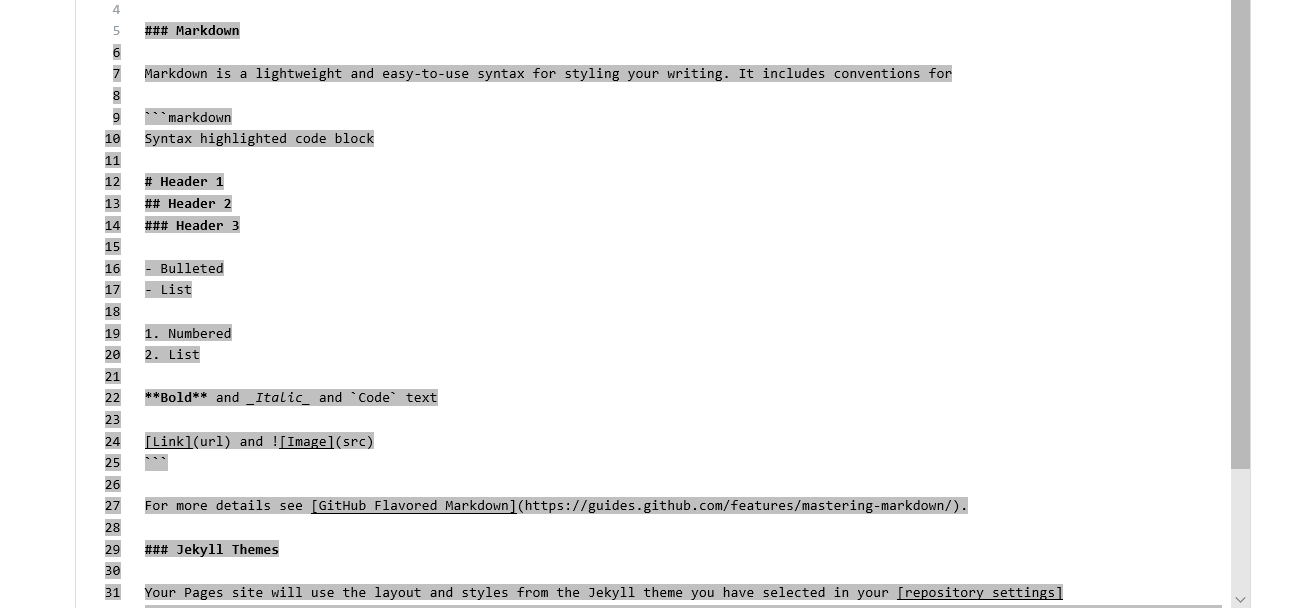 4
5 ### Markdown
6
7 Markdown is a lightweight and easy-to-use syntax for styling your writing. It includes conventions for
8
9 ```markdown
10 Syntax highlighted code block
11
12 # Header 1
13 ## Header 2
14 ### Header 3
15
16 - Bulleted
17 - List
18
19 1. Numbered
20 2. List
21
22 **Bold** and _Italic_ and `Code` text
23
24 [Link](url) and ![Image](src)
25 ```
26
27 For more details see [GitHub Flavored Markdown](https://guides.github.com/features/mastering-markdown/).
28
29 ### Jekyll Themes
30
31 Your Pages site will use the layout and styles from the Jekyll theme you have selected in your [repository settings]